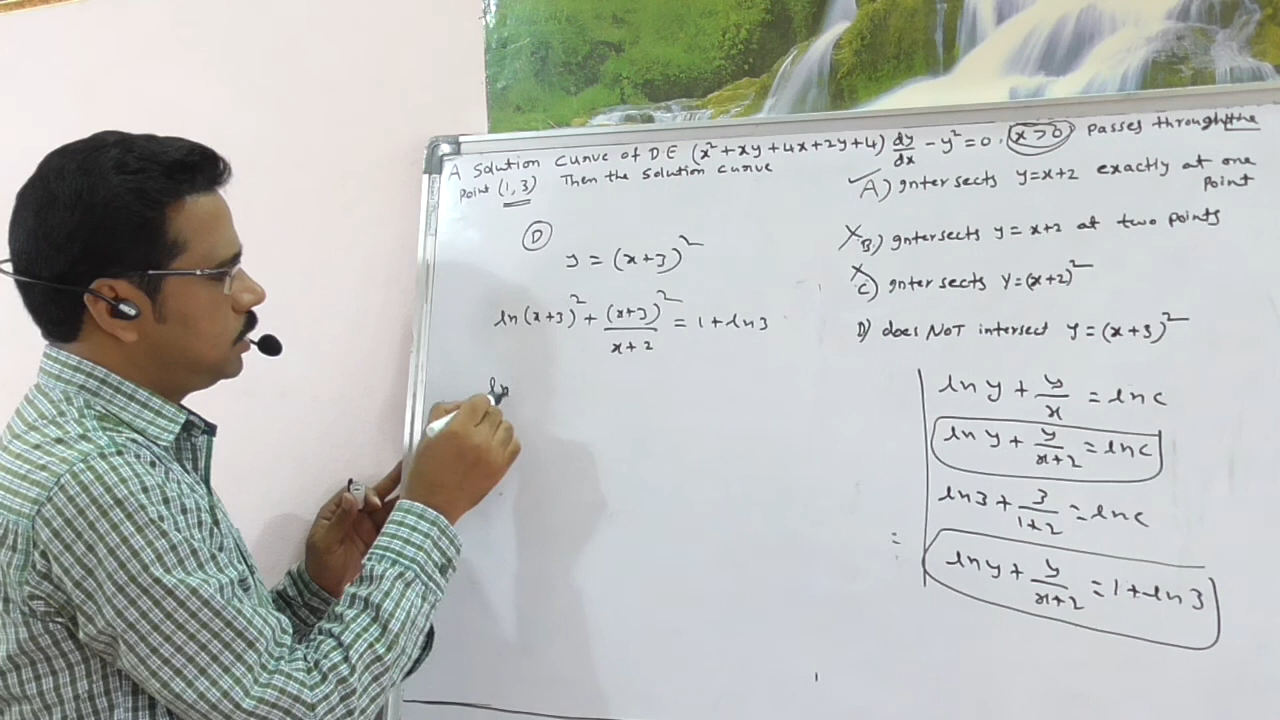 A solution curve of DE (x² + xy + 4x + 2y + 4) dy/dx - y² = 0, x > 0 passes through the
point (1, 3) Then the solution curve
A) intersects y = x+2 exactly at one point
B) intersects y = x+2 at two points
C) intersects y = (x+2)²
D) does NOT intersect y = (x+3)²
D
y = (x+3)²
ln(x+3)² + (x+3)²/(x+2) = 1 + ln 3
ln
ln y + y/x = ln c
ln y + y/(x+2) = ln c
ln 3 + 3/(1+2) = ln c
=
ln y + y/(x+2) = 1 + ln 3